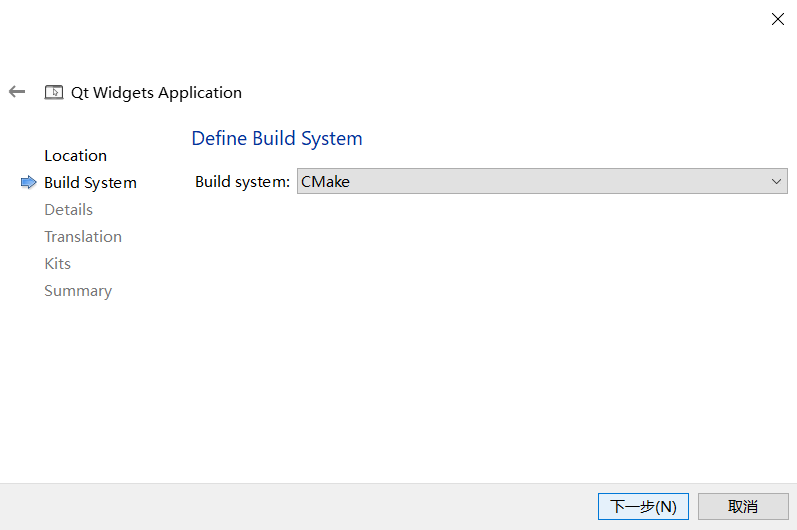 Qt Widgets Application
Define Build System
Location
Build System
Details
Translation
Kits
Summary
Build system: CMake
下一步(N)
取消